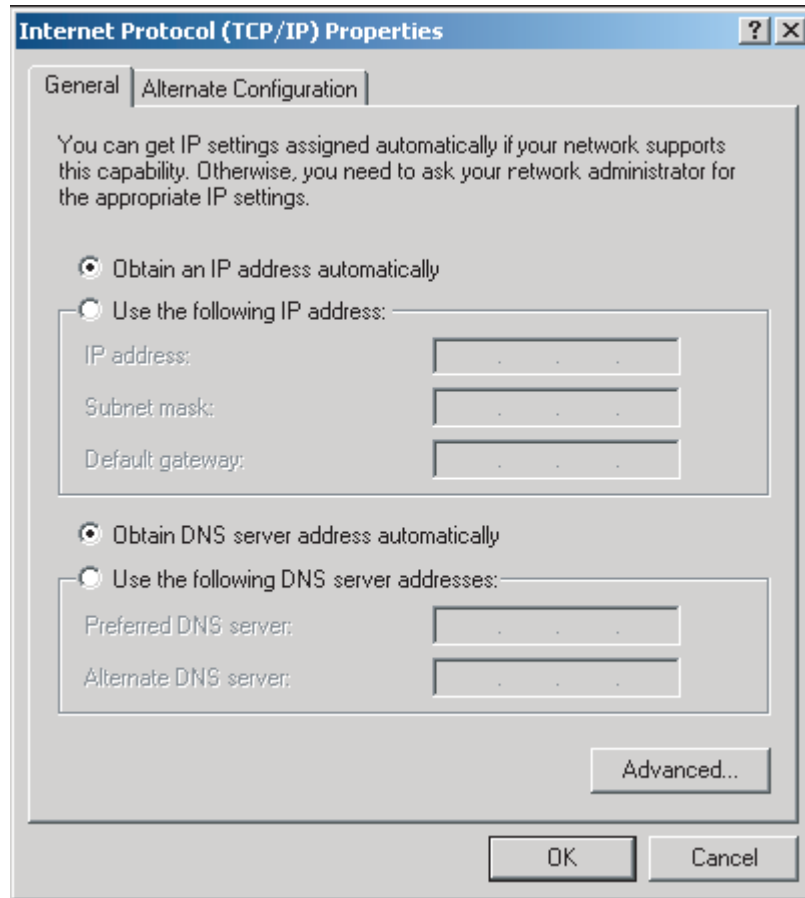 Internet Protocol (TCP/IP) Properties
General
Alternate Configuration
You can get IP settings assigned automatically if your network supports
this capability. Otherwise, you need to ask your network administrator for
the appropriate IP settings.
Obtain an IP address automatically
Use the following IP address:
IP address:
Subnet mask:
Default gateway:
Obtain DNS server address automatically
Use the following DNS server addresses:
Preferred DNS server:
Alternate DNS server:
Advanced...
OK
Cancel